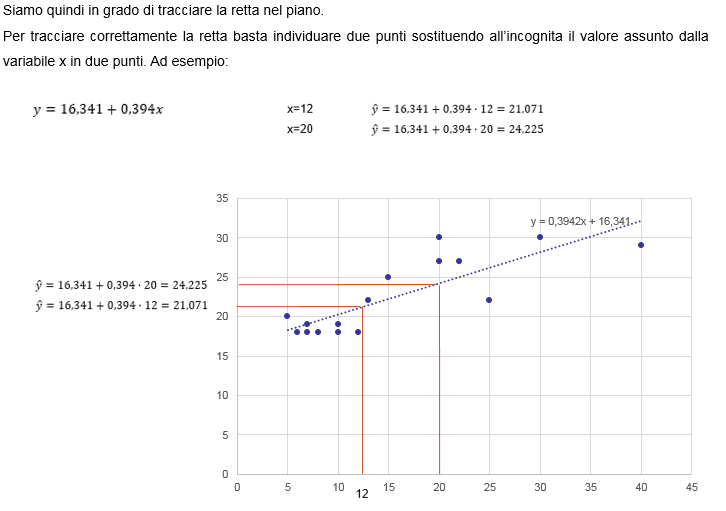 Siamo quindi in grado di tracciare la retta nel piano.
Per tracciare correttamente la retta basta individuare due punti sostituendo all'incognita il valore assunto dalla
variabile x in due punti. Ad esempio:
y = 16,341 + 0,394x
x=12
ŷ = 16,341 + 0,394 · 12 = 21,071
x=20
ŷ = 16,341 + 0,394 · 20 = 24,225
35
y = 0,3942x + 16,341
30
25
ŷ = 16,341 + 0,394 · 20 = 24,225
ŷ = 16,341 + 0,394 · 12 = 21,071
20
15
10
5
0
0 5 10 15 20 25 30 35 40 45
12